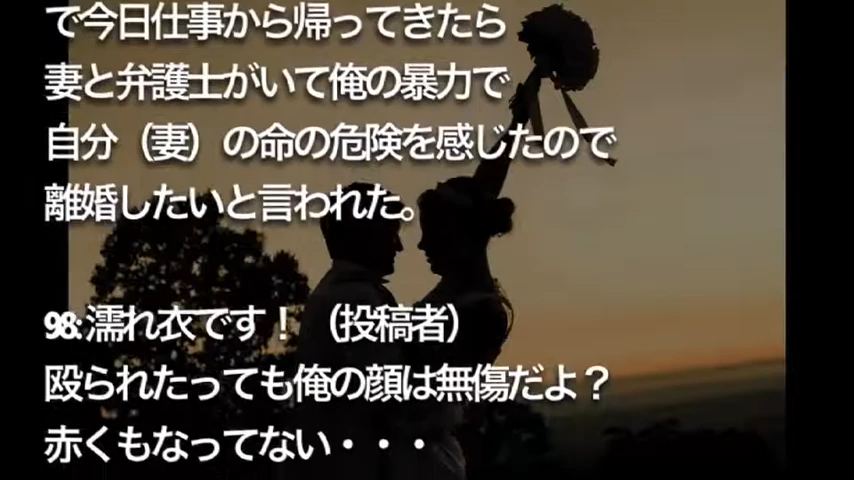 で今日仕事から帰ってきたら
妻と弁護士がいて俺の暴力で
自分（妻）の命の危険を感じたので
離婚したいと言われた。
98:濡れ衣です！（投稿者）
殴られたっても俺の顔は無傷だよ？
赤くもなってない・・・